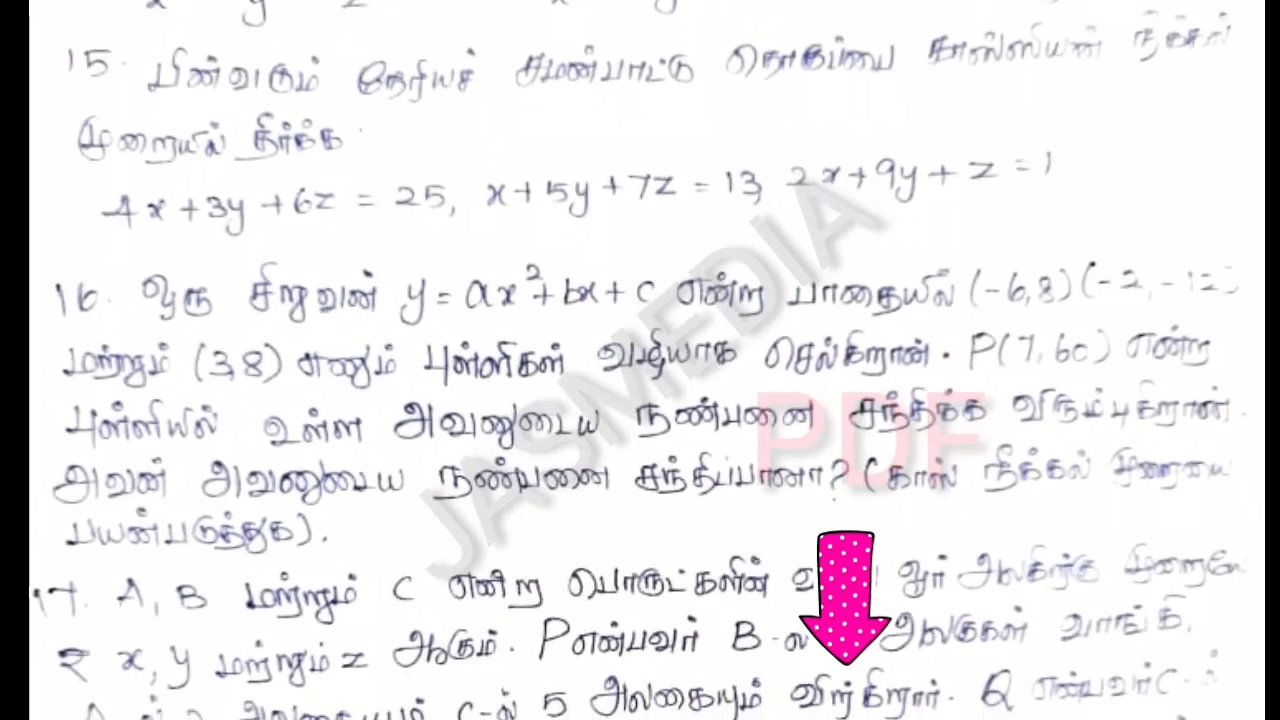 15. பின்வரும் நேரியச் சமன்பாட்டு தொகுப்பை காஸ்ஸியன் நீக்கல்
முறையில் தீர்க்க
4x + 3y + 6z = 25, x + 5y + 7z = 13, 2x + 9y + z = 1
16. ஒரு சிறுவன் y = ax² + bx + c என்ற பாதையில் (-6,8) (-2,-12)
மற்றும் (3,8) எனும் புள்ளிகள் வழியாக செல்கிறான். P(7,60) என்ற
புள்ளியில் உள்ள அவனுடைய நண்பனை சந்திக்க விரும்புகிறான்.
அவன் அவனுடைய நண்பனை சந்திப்பானா? (காஸ் நீக்கல் முறையை
பயன்படுத்துக).
17. A, B மற்றும் C என்ற பொருட்களின் ஓர் அலகிற்கு முறையே
₹ x, y மற்றும் z ஆகும். P என்பவர் B-ல அலகுகள் வாங்கி,
C-ல் 5 அலகையும் விற்கிறார். Q என்பவர் C-ல்
JASMEDIA
PDF